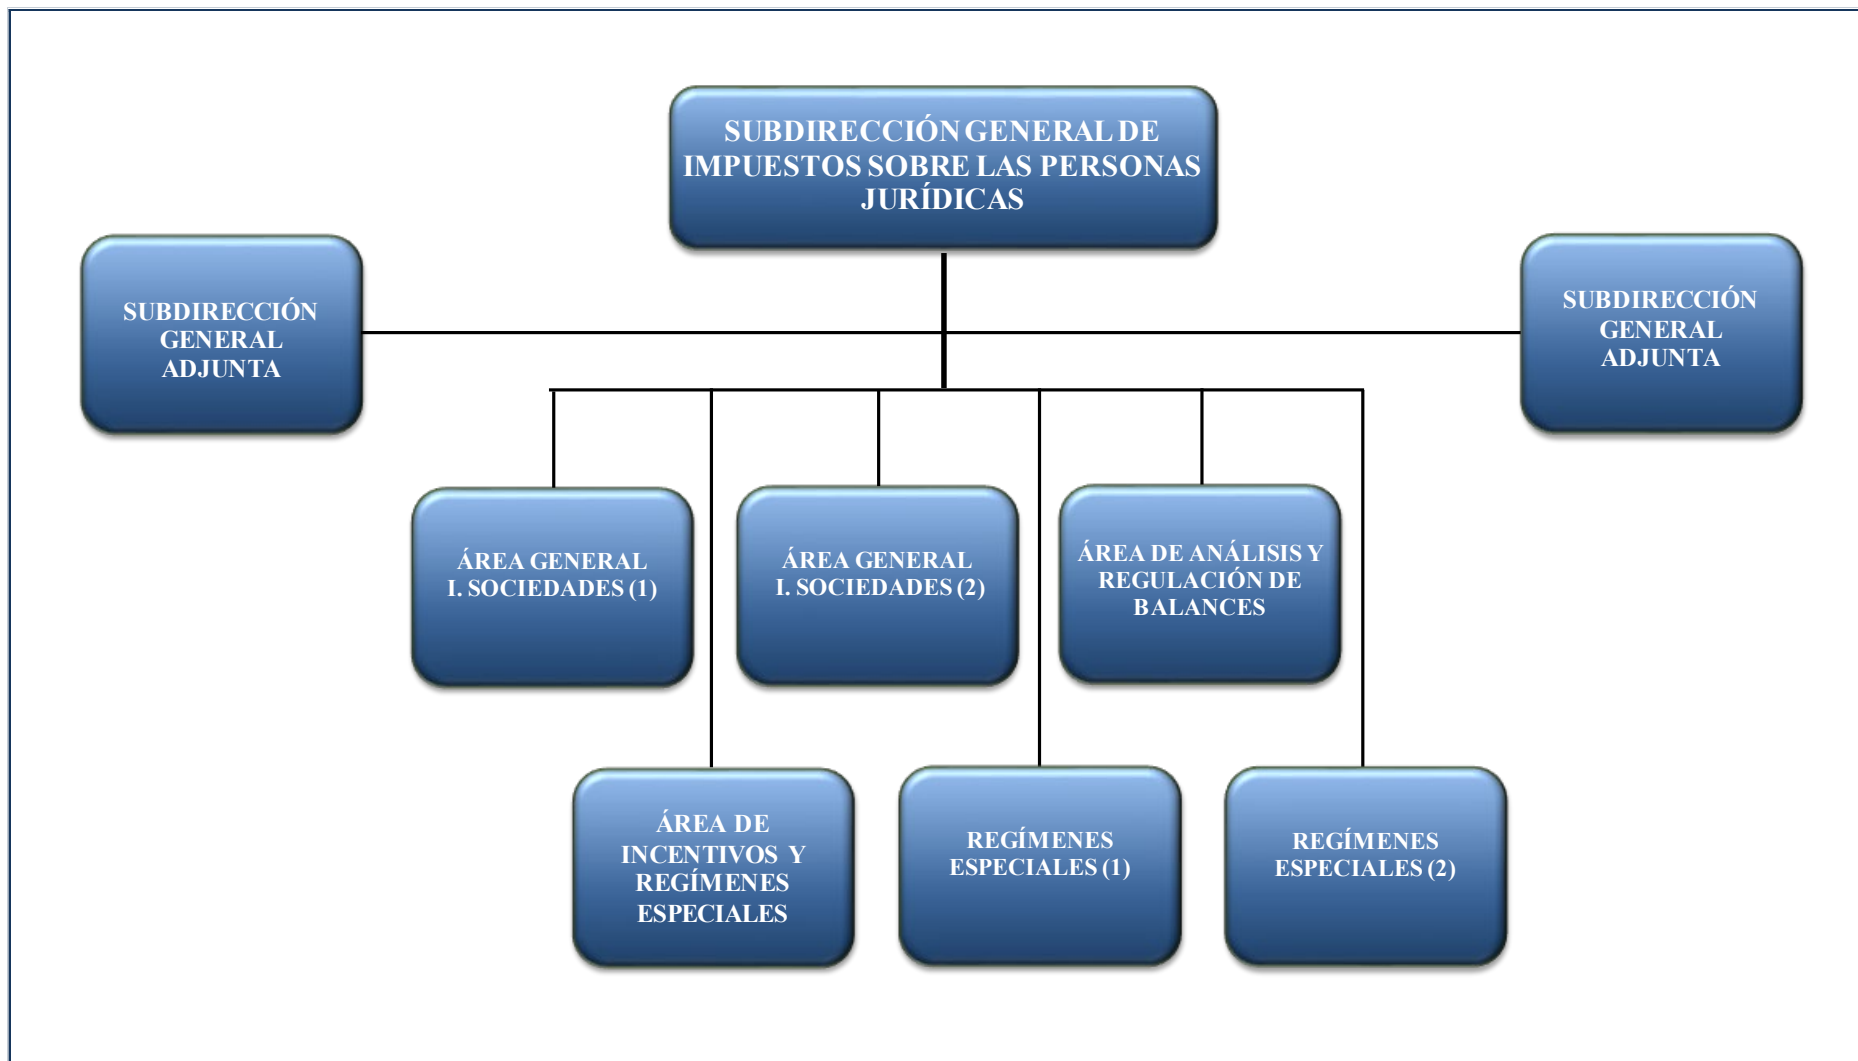 SUBDIRECCIÓN GENERAL DE
IMPUESTOS SOBRE LAS PERSONAS
JURÍDICAS
SUBDIRECCIÓN
GENERAL
ADJUNTA
SUBDIRECCIÓN
GENERAL
ADJUNTA
ÁREA GENERAL
I. SOCIEDADES (1)
ÁREA GENERAL
I. SOCIEDADES (2)
ÁREA DE ANÁLISIS Y
REGULACIÓN DE
BALANCES
ÁREA DE
INCENTIVOS Y
REGÍMENES
ESPECIALES
REGÍMENES
ESPECIALES (1)
REGÍMENES
ESPECIALES (2)